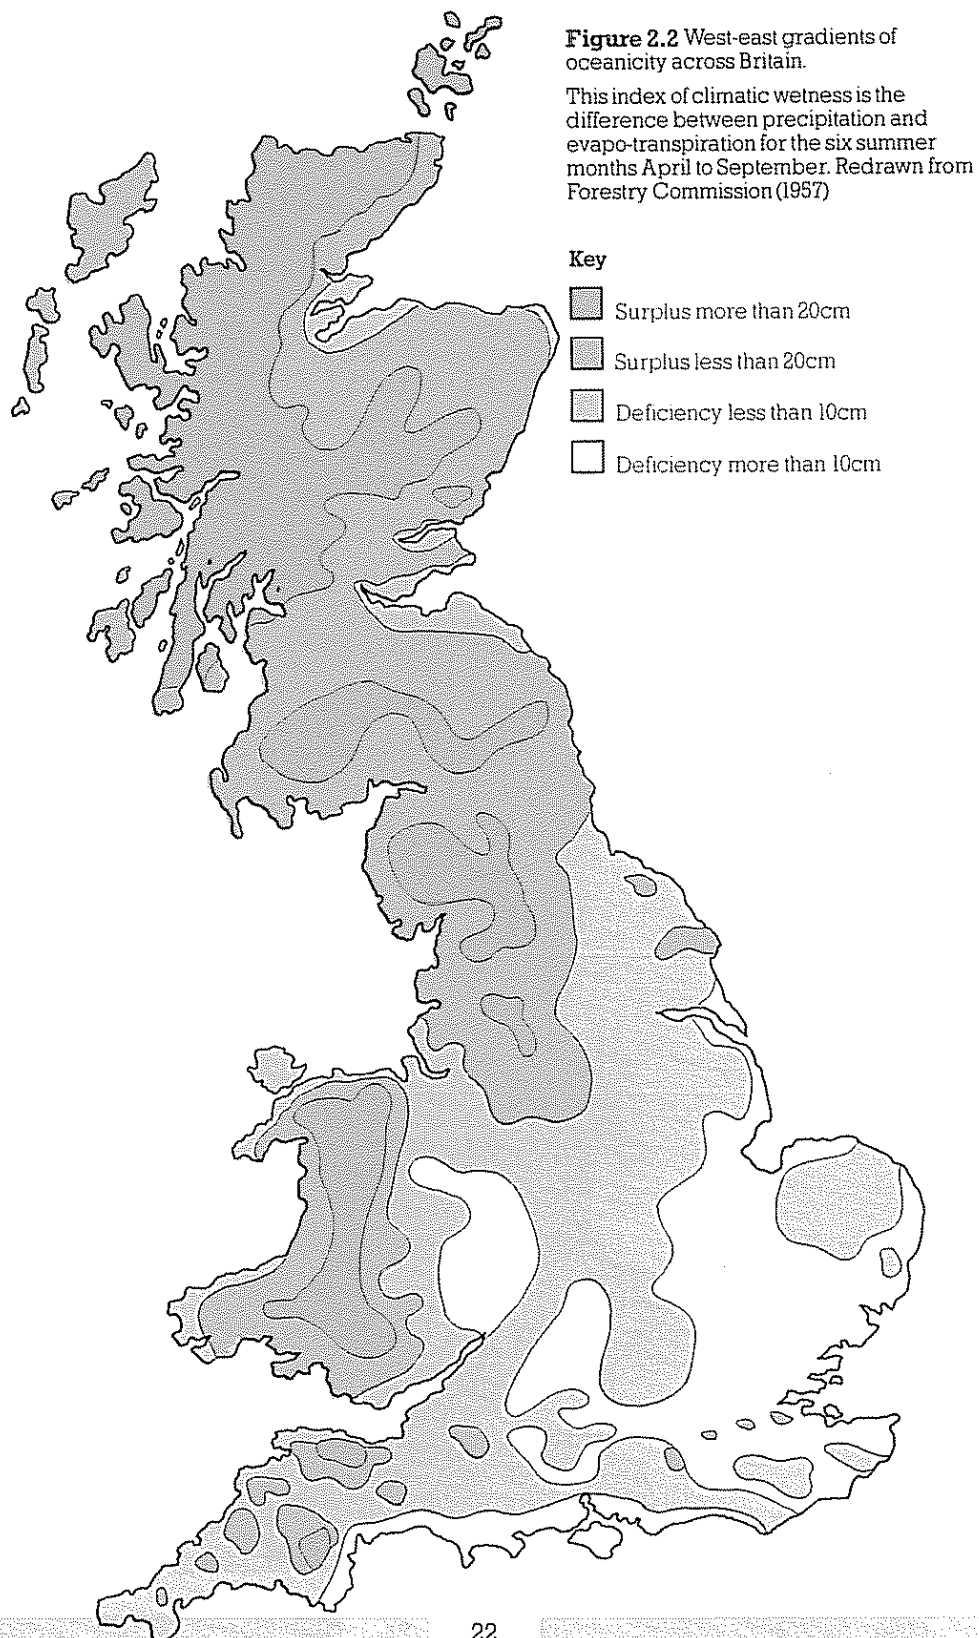 Figure 2.2 West-east gradients of
oceanicity across Britain.
This index of climatic wetness is the
difference between precipitation and
evapo-transpiration for the six summer
months April to September. Redrawn from
Forestry Commission (1957)
Key
Surplus more than 20cm
Surplus less than 20cm
Deficiency less than 10cm
Deficiency more than 10cm
22